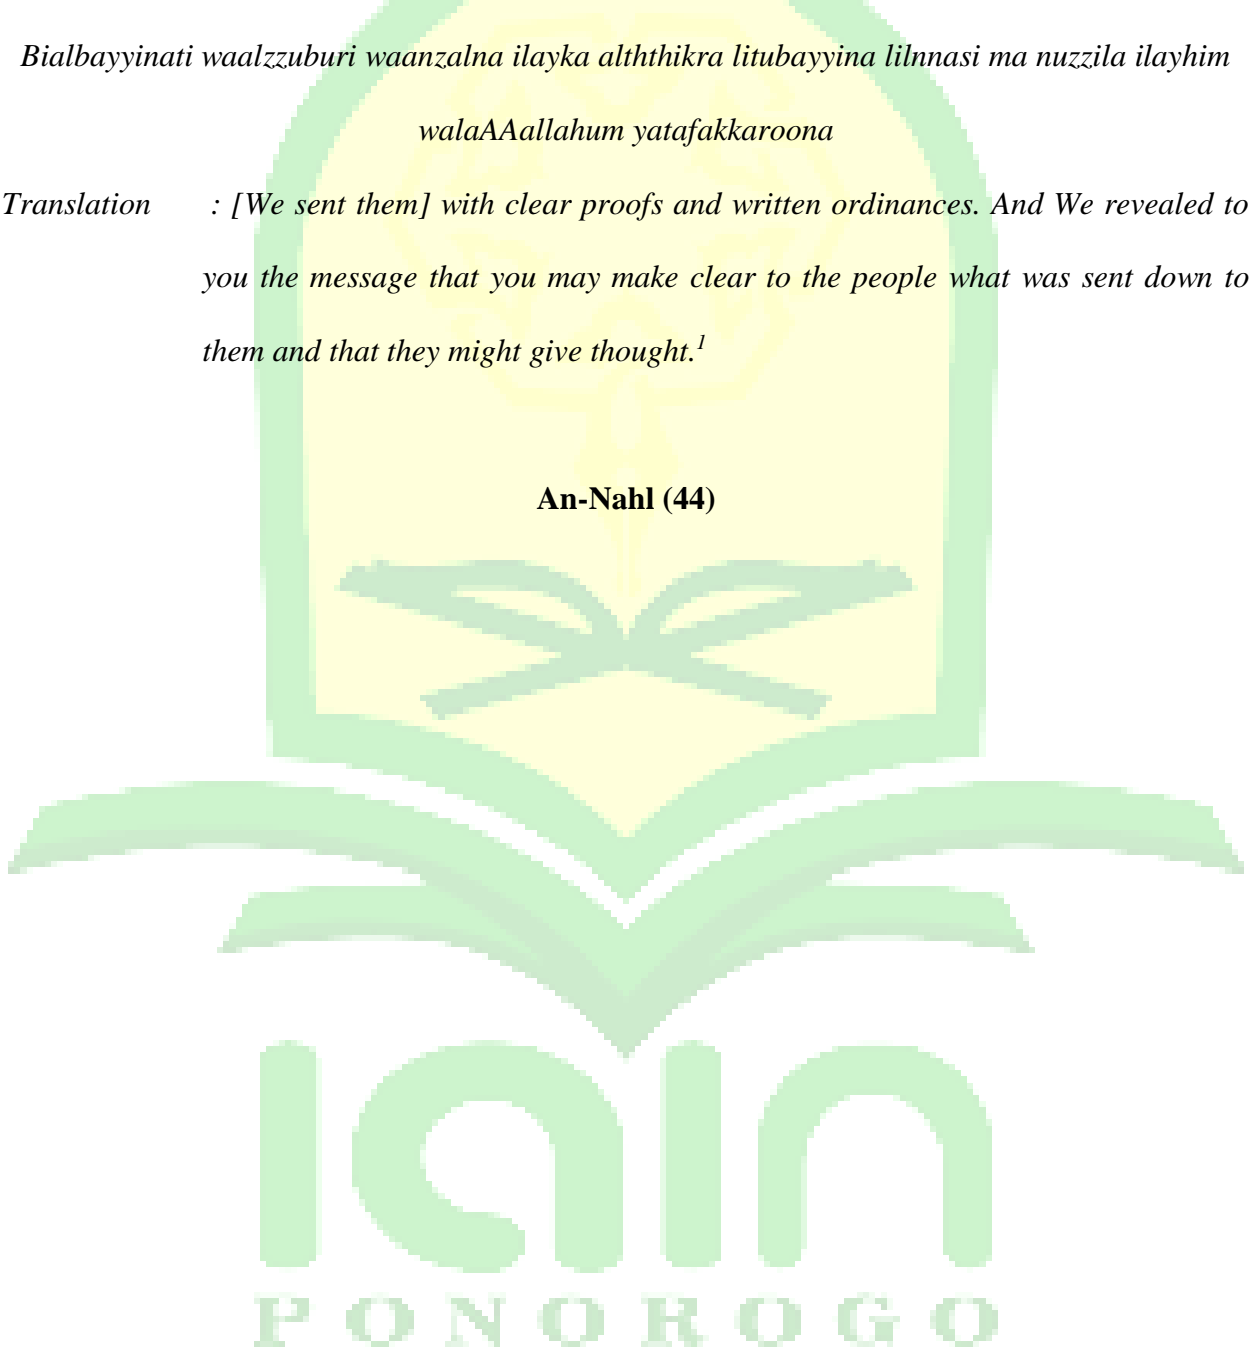 Bialbayyinati waalzzuburi waanzalna ilayka alththikra litubayyina lilnnasi ma nuzzila ilayhim
walaAAallahum yatafakkaroona
Translation : [We sent them] with clear proofs and written ordinances. And We revealed to
you the message that you may make clear to the people what was sent down to
them and that they might give thought.1
An-Nahl (44)
iain
PONOROGO